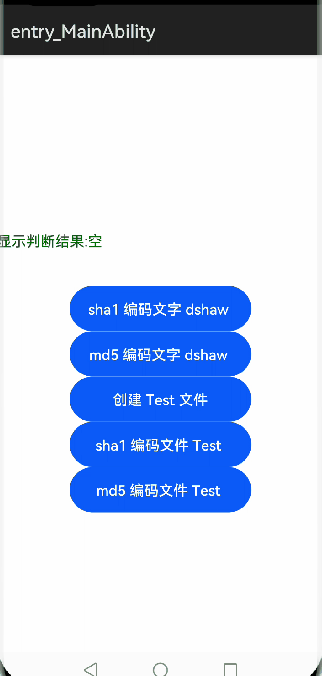 entry_MainAbility
显示判断结果:空
sha1 编码文字 dshaw
md5 编码文字 dshaw
创建 Test 文件
sha1 编码文件 Test
md5 编码文件 Test